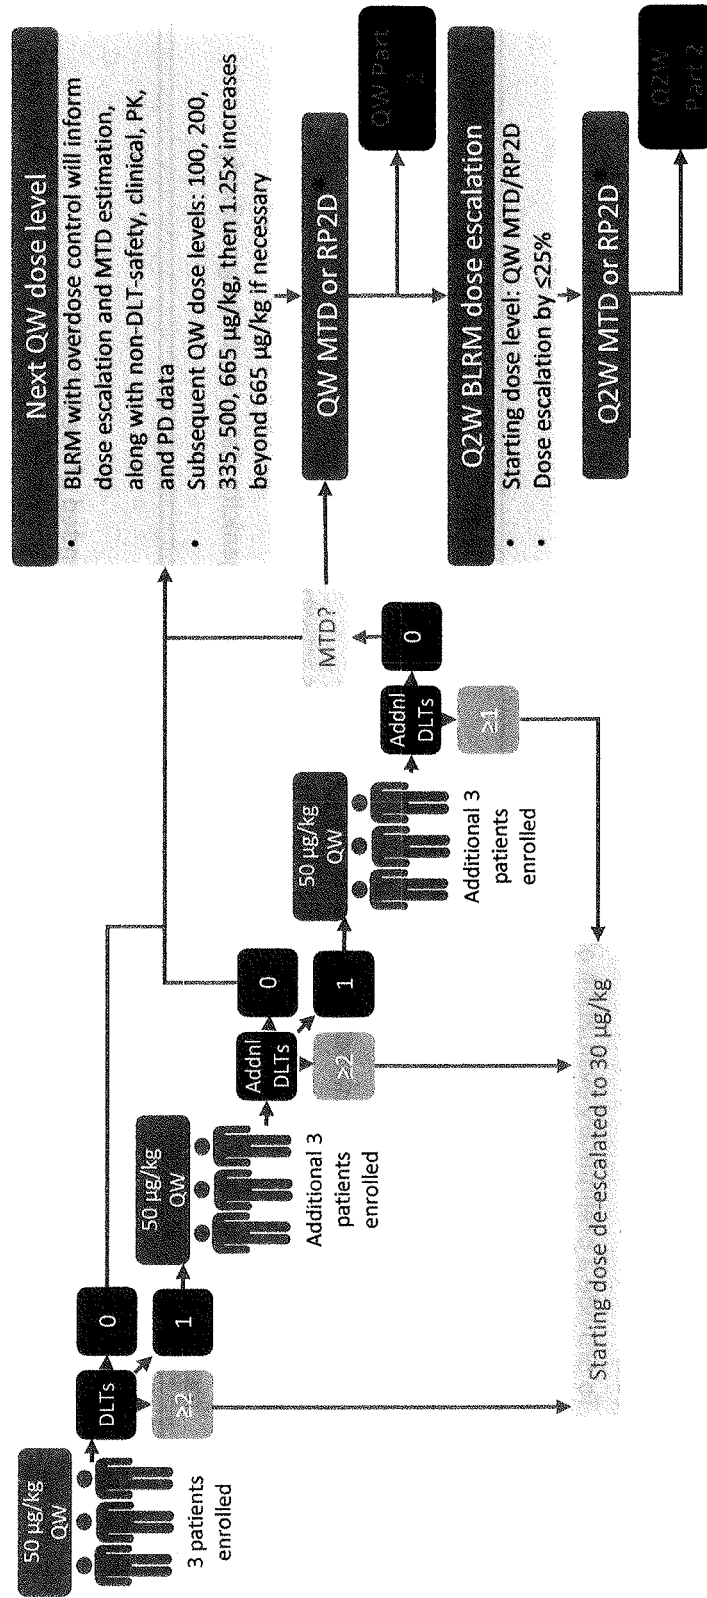 50 µg/kg
QW
3 patients
enrolled
DLTs
0
1
≥2
50 µg/kg
QW
Additional 3
patients
enrolled
Addnl
DLTs
0
1
≥2
50 µg/kg
QW
Additional 3
patients
enrolled
Addnl
DLTs
0
≥1
MTD?
Starting dose de-escalated to 30 µg/kg
Next QW dose level
• BLRM with overdose control will inform
dose escalation and MTD estimation,
along with non-DLT-safety, clinical, PK,
and PD data
• Subsequent QW dose levels: 100, 200,
335, 500, 665 µg/kg, then 1.25× increases
beyond 665 µg/kg if necessary
QW MTD or RP2D*
QW Part
2
Q2W BLRM dose escalation
• Starting dose level: QW MTD/RP2D
• Dose escalation by ≤25%
Q2W MTD or RP2D*
Q2W
Part 2